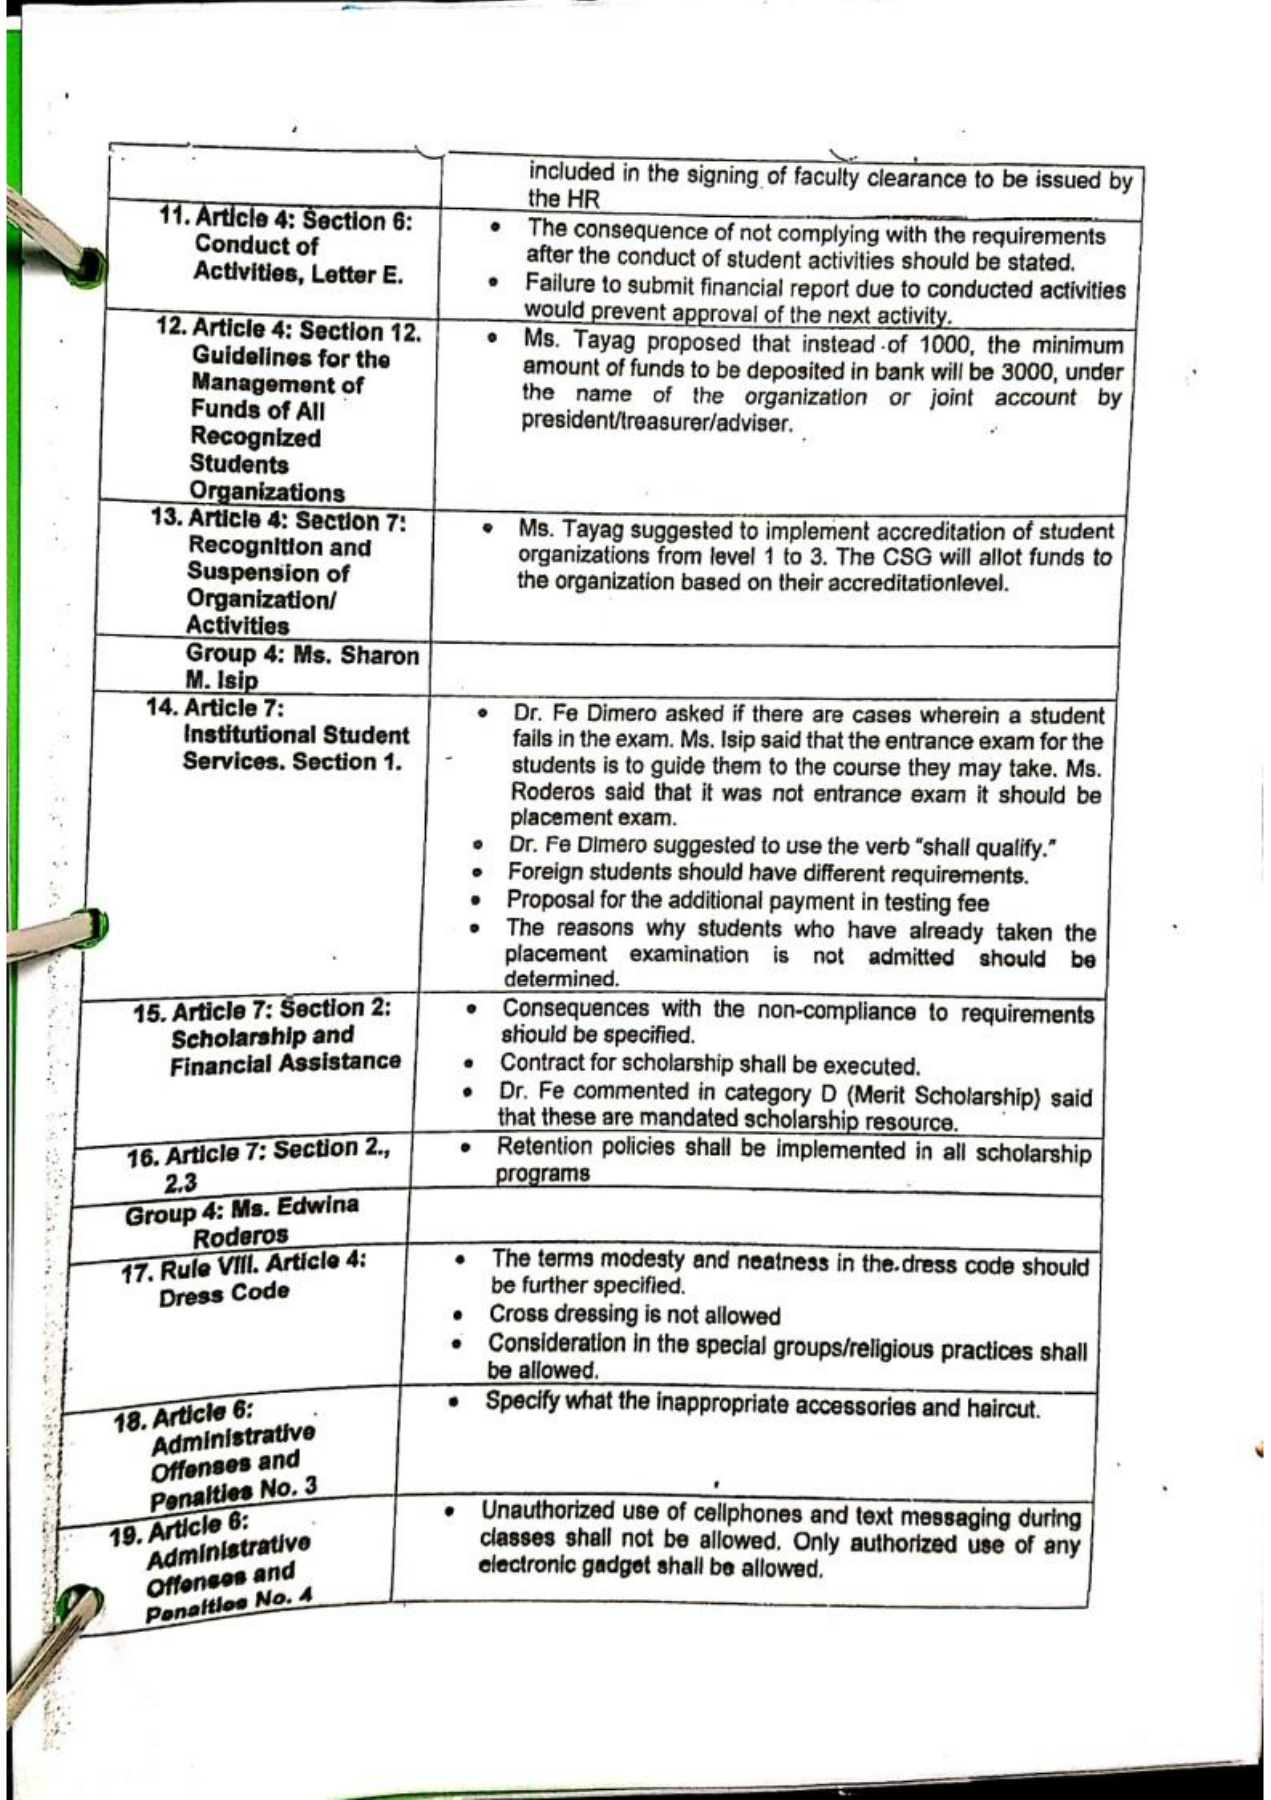 included in the signing of faculty clearance to be issued by
the HR
11. Article 4: Section 6:
Conduct of
Activities, Letter E.
• The consequence of not complying with the requirements
after the conduct of student activities should be stated.
• Failure to submit financial report due to conducted activities
would prevent approval of the next activity.
12. Article 4: Section 12.
Guidelines for the
Management of
Funds of All
Recognized
Students
Organizations
• Ms. Tayag proposed that instead of 1000, the minimum
amount of funds to be deposited in bank will be 3000, under
the name of the organization or joint account by
president/treasurer/adviser.
13. Article 4: Section 7:
Recognition and
Suspension of
Organization/
Activities
• Ms. Tayag suggested to implement accreditation of student
organizations from level 1 to 3. The CSG will allot funds to
the organization based on their accreditationlevel.
Group 4: Ms. Sharon
M. Isip
14. Article 7:
Institutional Student
Services. Section 1.
• Dr. Fe Dimero asked if there are cases wherein a student
fails in the exam. Ms. Isip said that the entrance exam for the
students is to guide them to the course they may take. Ms.
Roderos said that it was not entrance exam it should be
placement exam.
• Dr. Fe Dimero suggested to use the verb "shall qualify."
• Foreign students should have different requirements.
• Proposal for the additional payment in testing fee
• The reasons why students who have already taken the
placement examination is not admitted should be
determined.
15. Article 7: Section 2:
Scholarship and
Financial Assistance
• Consequences with the non-compliance to requirements
should be specified.
• Contract for scholarship shall be executed.
• Dr. Fe commented in category D (Merit Scholarship) said
that these are mandated scholarship resource.
16. Article 7: Section 2.,
2.3
• Retention policies shall be implemented in all scholarship
programs
Group 4: Ms. Edwina
Roderos
17. Rule VIII. Article 4:
Dress Code
• The terms modesty and neatness in the dress code should
be further specified.
• Cross dressing is not allowed
• Consideration in the special groups/religious practices shall
be allowed.
18. Article 6:
Administrative
Offenses and
Penalties No. 3
• Specify what the inappropriate accessories and haircut.
19. Article 6:
Administrative
Offenses and
Penalties No. 4
• Unauthorized use of cellphones and text messaging during
classes shall not be allowed. Only authorized use of any
electronic gadget shall be allowed.